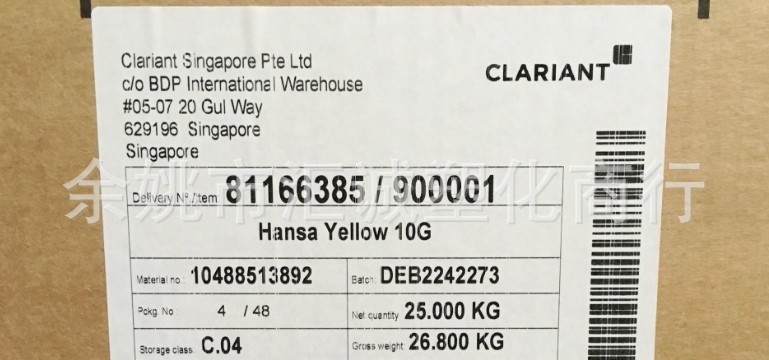 Clariant Singapore Pte Ltd
c/o BDP International Warehouse
#05-07 20 Gul Way
629196 Singapore
Singapore
CLARIANT
Delivery Nº./Item: 81166385 / 900001
余姚市汇诚塑化商行
Hansa Yellow 10G
Material no.: 10488513892 Batch: DEB2242273
Pckg. No 4 / 48 Net quantity: 25.000 KG
Storage class: C.04 Gross weight: 26.800 KG